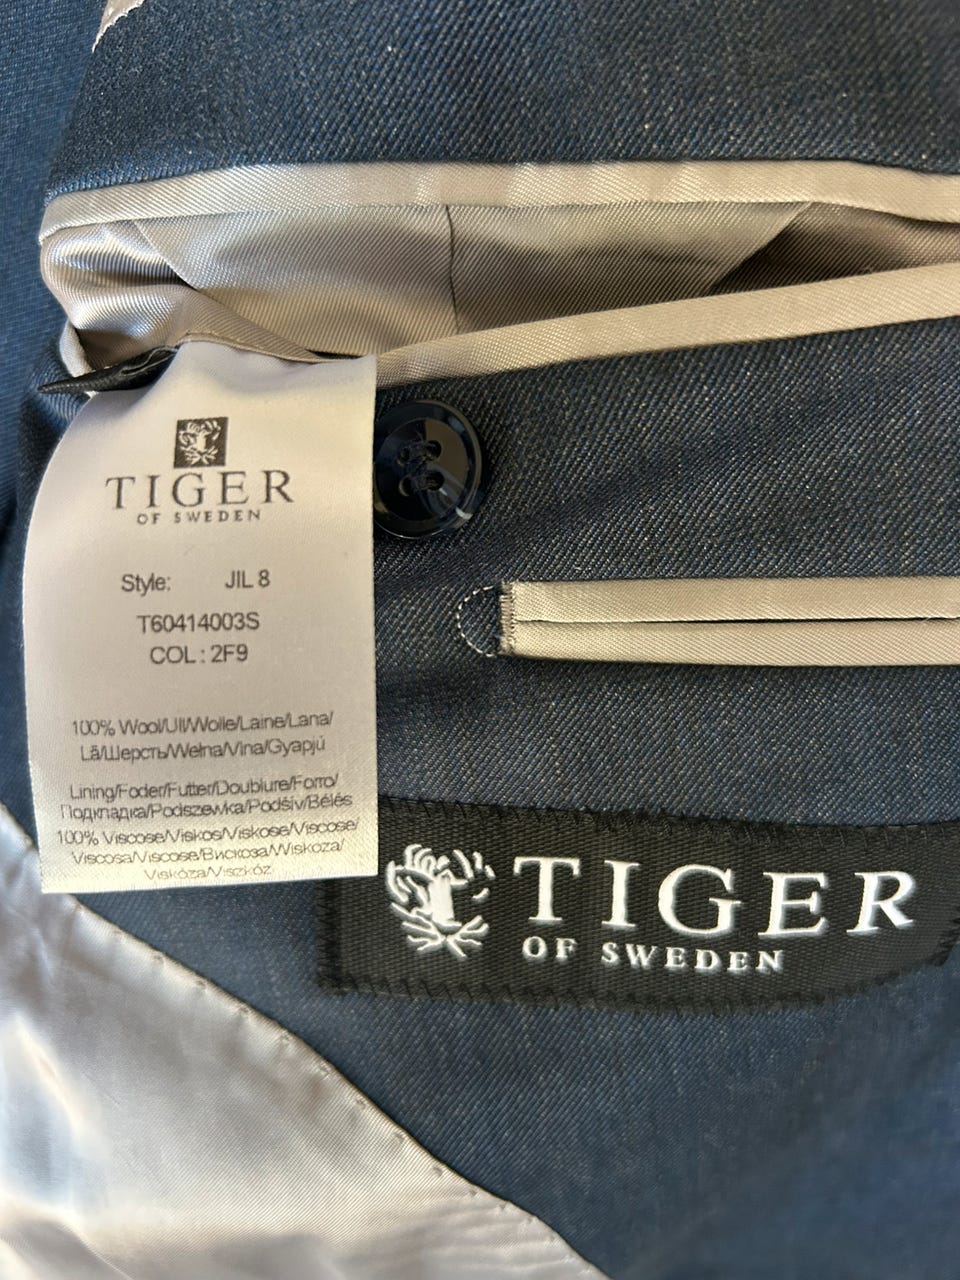 TIGER
OF SWEDEN
Style: JIL 8
T60414003S
COL : 2F9
100% Wool/Ull/Wolle/Laine/Lana/
Lã/Шерсть/Wełna/Vlna/Gyapjú
Lining/Foder/Futter/Doublure/Forro/
Подкладка/Podszewka/Podšív/Bélés
100% Viscose/Viskos/Viskose/Viscose/
Viscosa/Viscose/Вискоза/Wiskoza/
Viskóza/Viszkóz
TIGER
OF SWEDEN